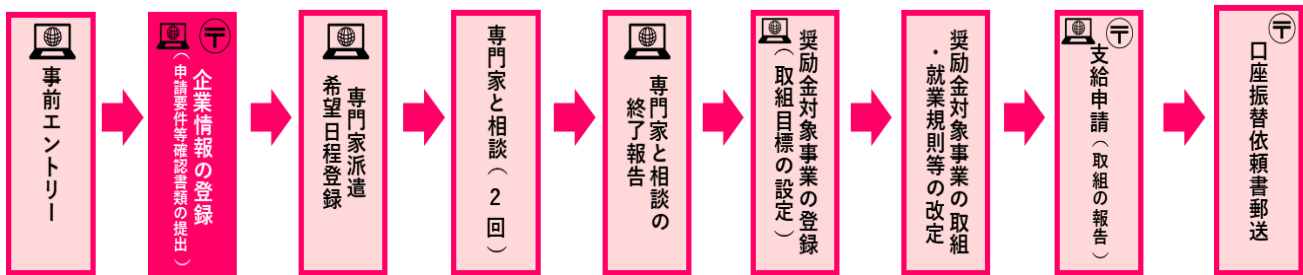 事前エントリー
〒
企業情報の登録
（申請要件等確認書類の提出）
専門家派遣
希望日程登録
専門家と相談（2回）
専門家と相談の
終了報告
奨励金対象事業の登録
（取組目標の設定）
奨励金対象事業の取組
・就業規則等の改定
〒
支給申請（取組の報告）
〒
口座振替依頼書郵送